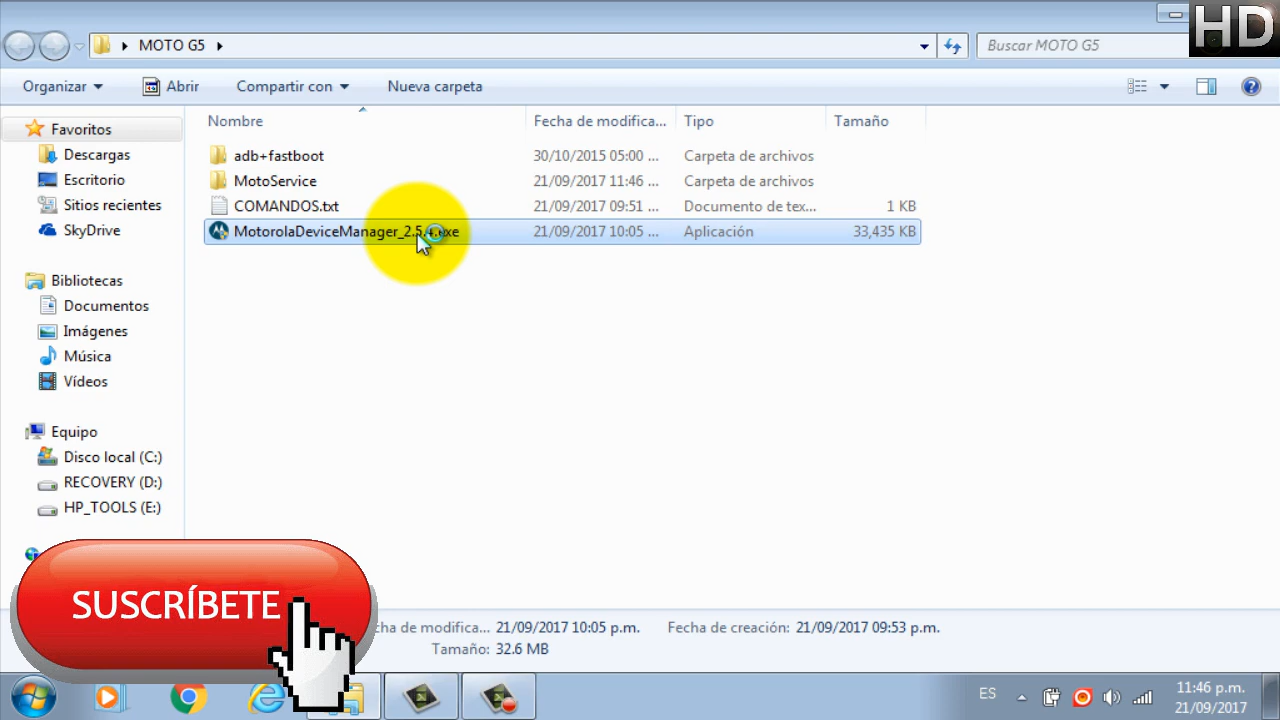 HD
MOTO G5
Buscar MOTO G5
Organizar Abrir Compartir con Nueva carpeta
Nombre Fecha de modifica... Tipo Tamaño
Favoritos
Descargas
Escritorio
Sitios recientes
SkyDrive
Bibliotecas
Documentos
Imágenes
Música
Vídeos
Equipo
Disco local (C:)
RECOVERY (D:)
HP_TOOLS (E:)
adb+fastboot 30/10/2015 05:00 ... Carpeta de archivos
MotoService 21/09/2017 11:46 ... Carpeta de archivos
COMANDOS.txt 21/09/2017 09:51 ... Documento de tex... 1 KB
MotorolaDeviceManager_2.5.4.exe 21/09/2017 10:05 ... Aplicación 33,435 KB
SUSCRÍBETE
cha de modifica... 21/09/2017 10:05 p.m. Fecha de creación: 21/09/2017 09:53 p.m.
Tamaño: 32.6 MB
ES
11:46 p.m.
21/09/2017